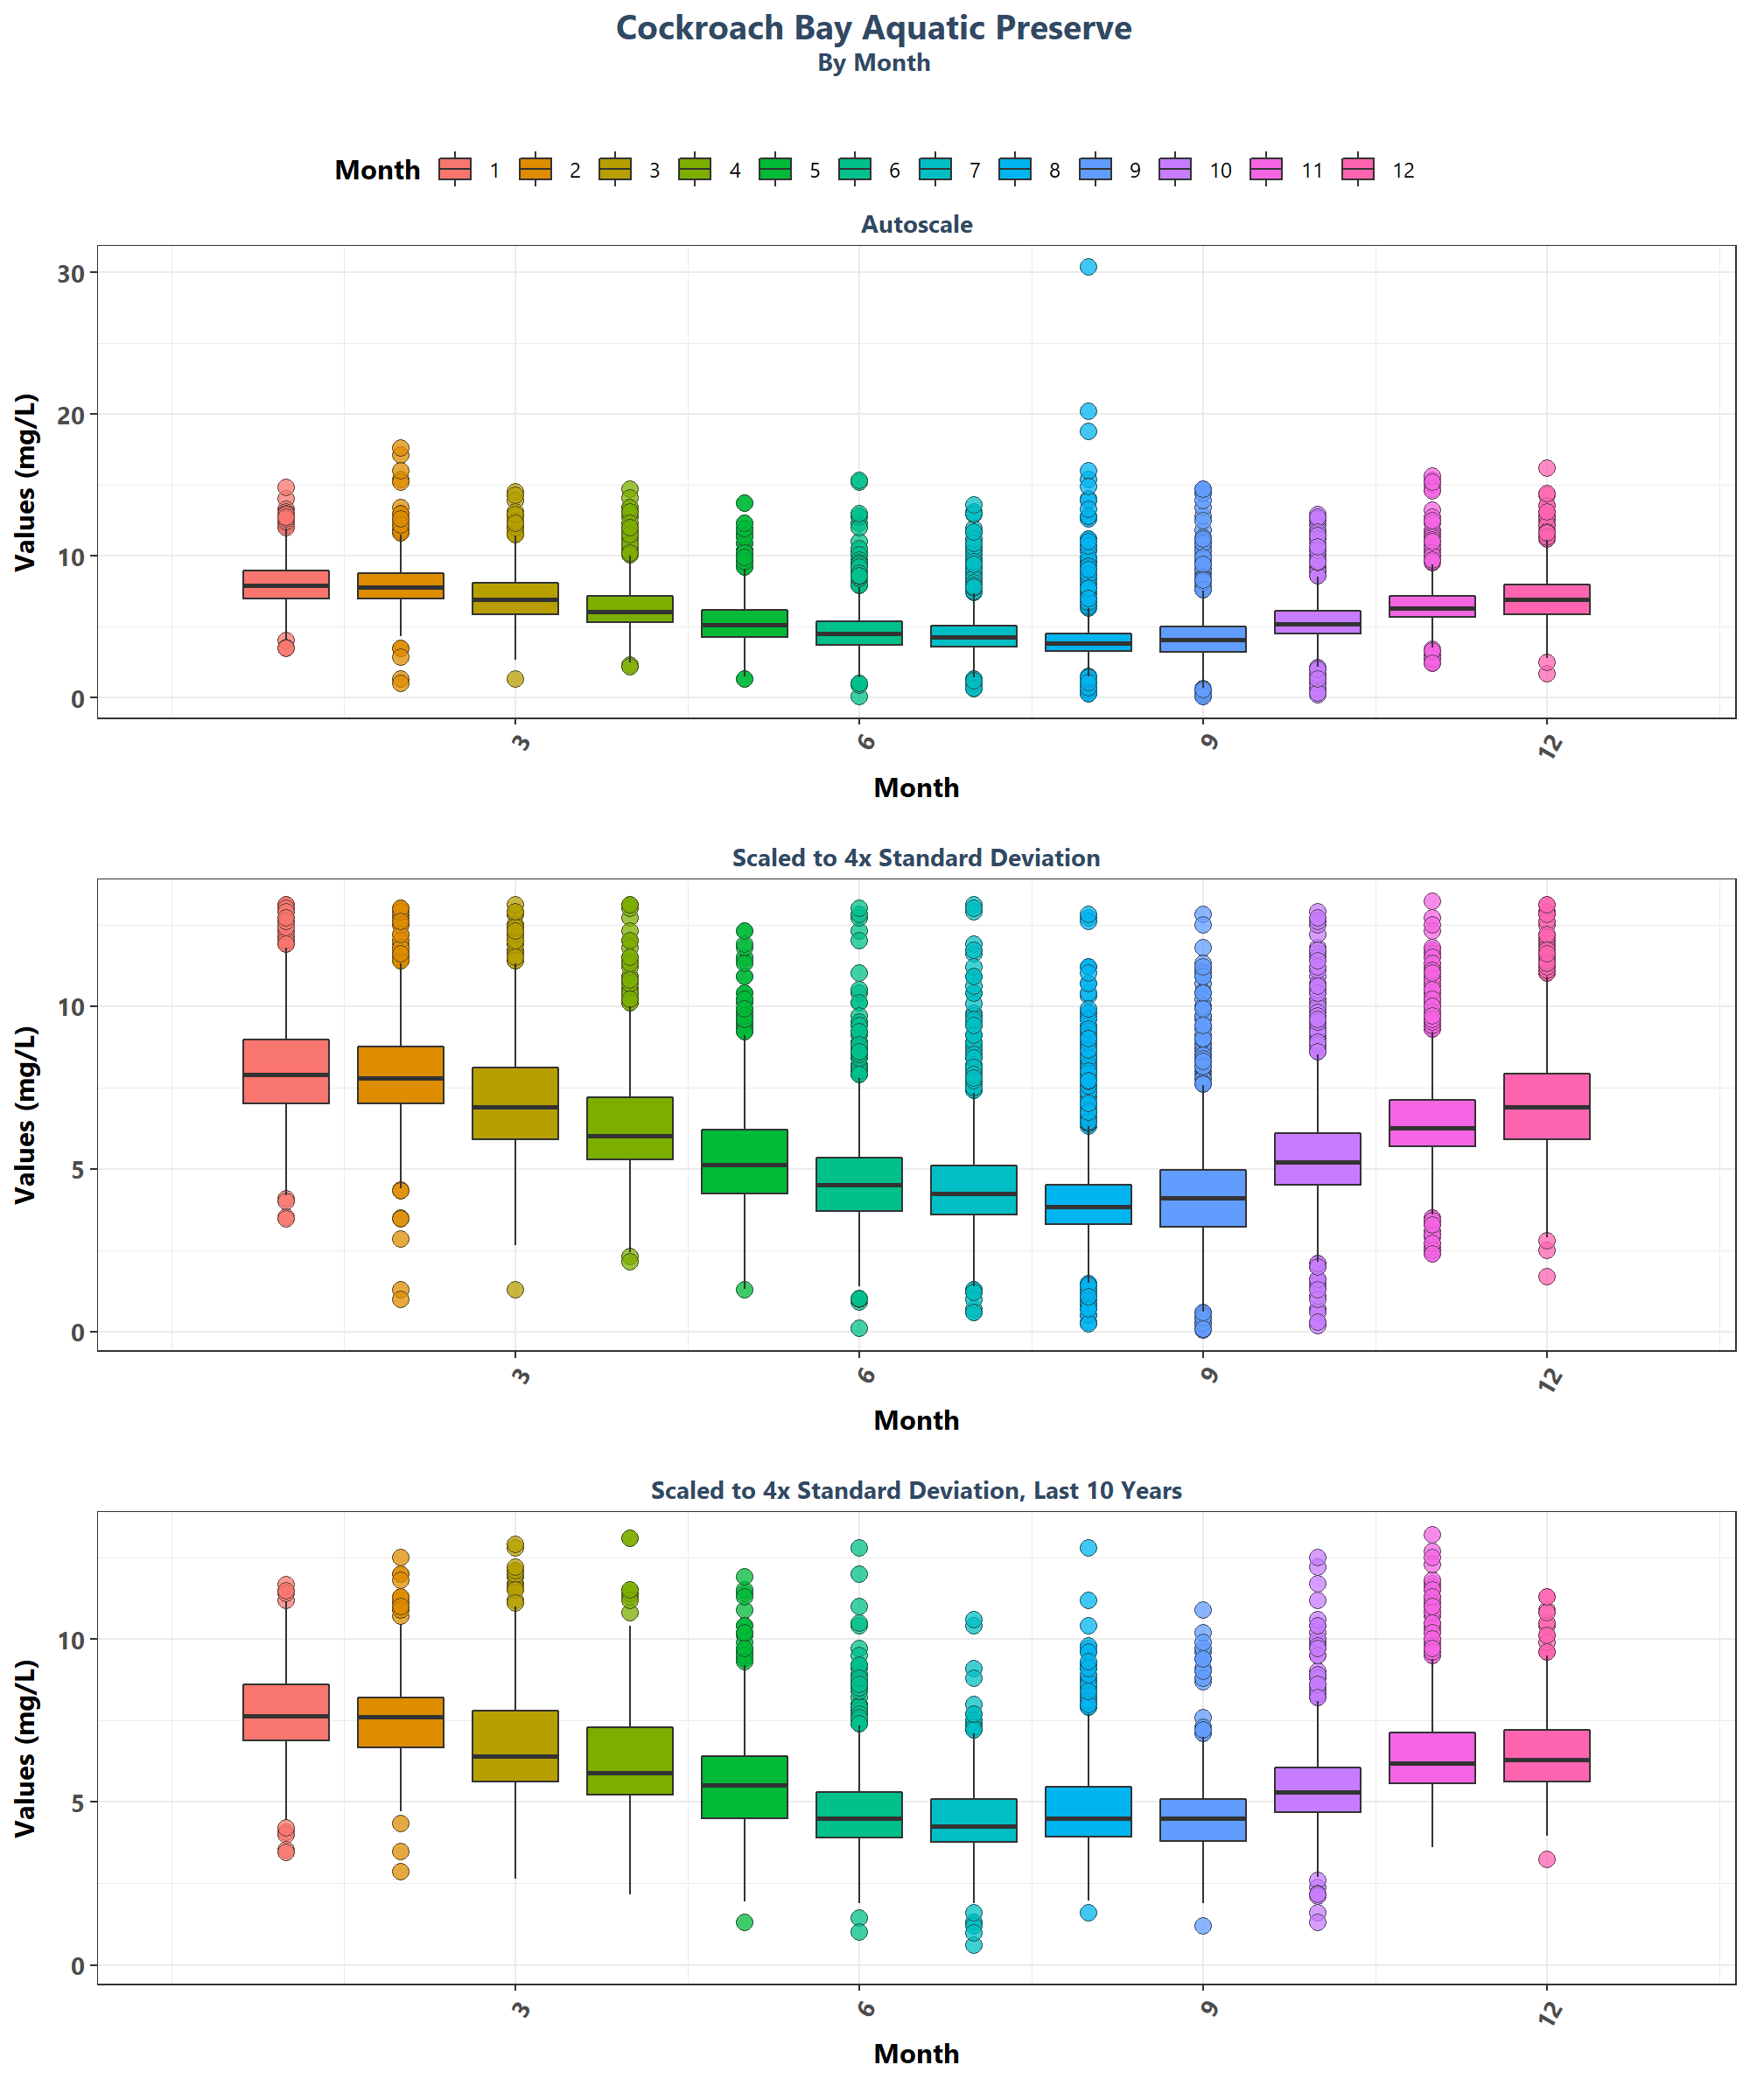 Cockroach Bay Aquatic Preserve
By Month
Month 1 2 3 4 5 6 7 8 9 10 11 12
Autoscale
Values (mg/L)
30
20
10
0
3 6 9 12
Month
Scaled to 4x Standard Deviation
Values (mg/L)
10
5
0
3 6 9 12
Month
Scaled to 4x Standard Deviation, Last 10 Years
Values (mg/L)
10
5
0
3 6 9 12
Month